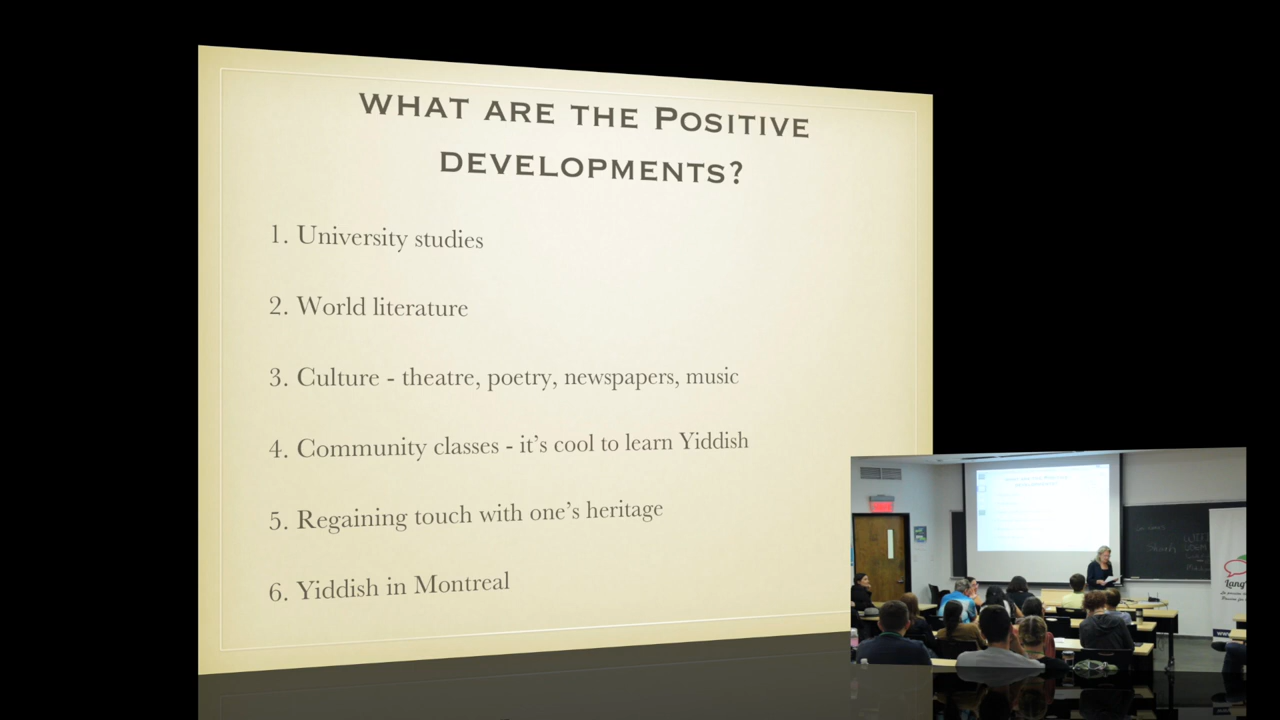 WHAT ARE THE POSITIVE
DEVELOPMENTS?
1. University studies
2. World literature
3. Culture - theatre, poetry, newspapers, music
4. Community classes - it's cool to learn Yiddish
5. Regaining touch with one's heritage
6. Yiddish in Montreal
Lang